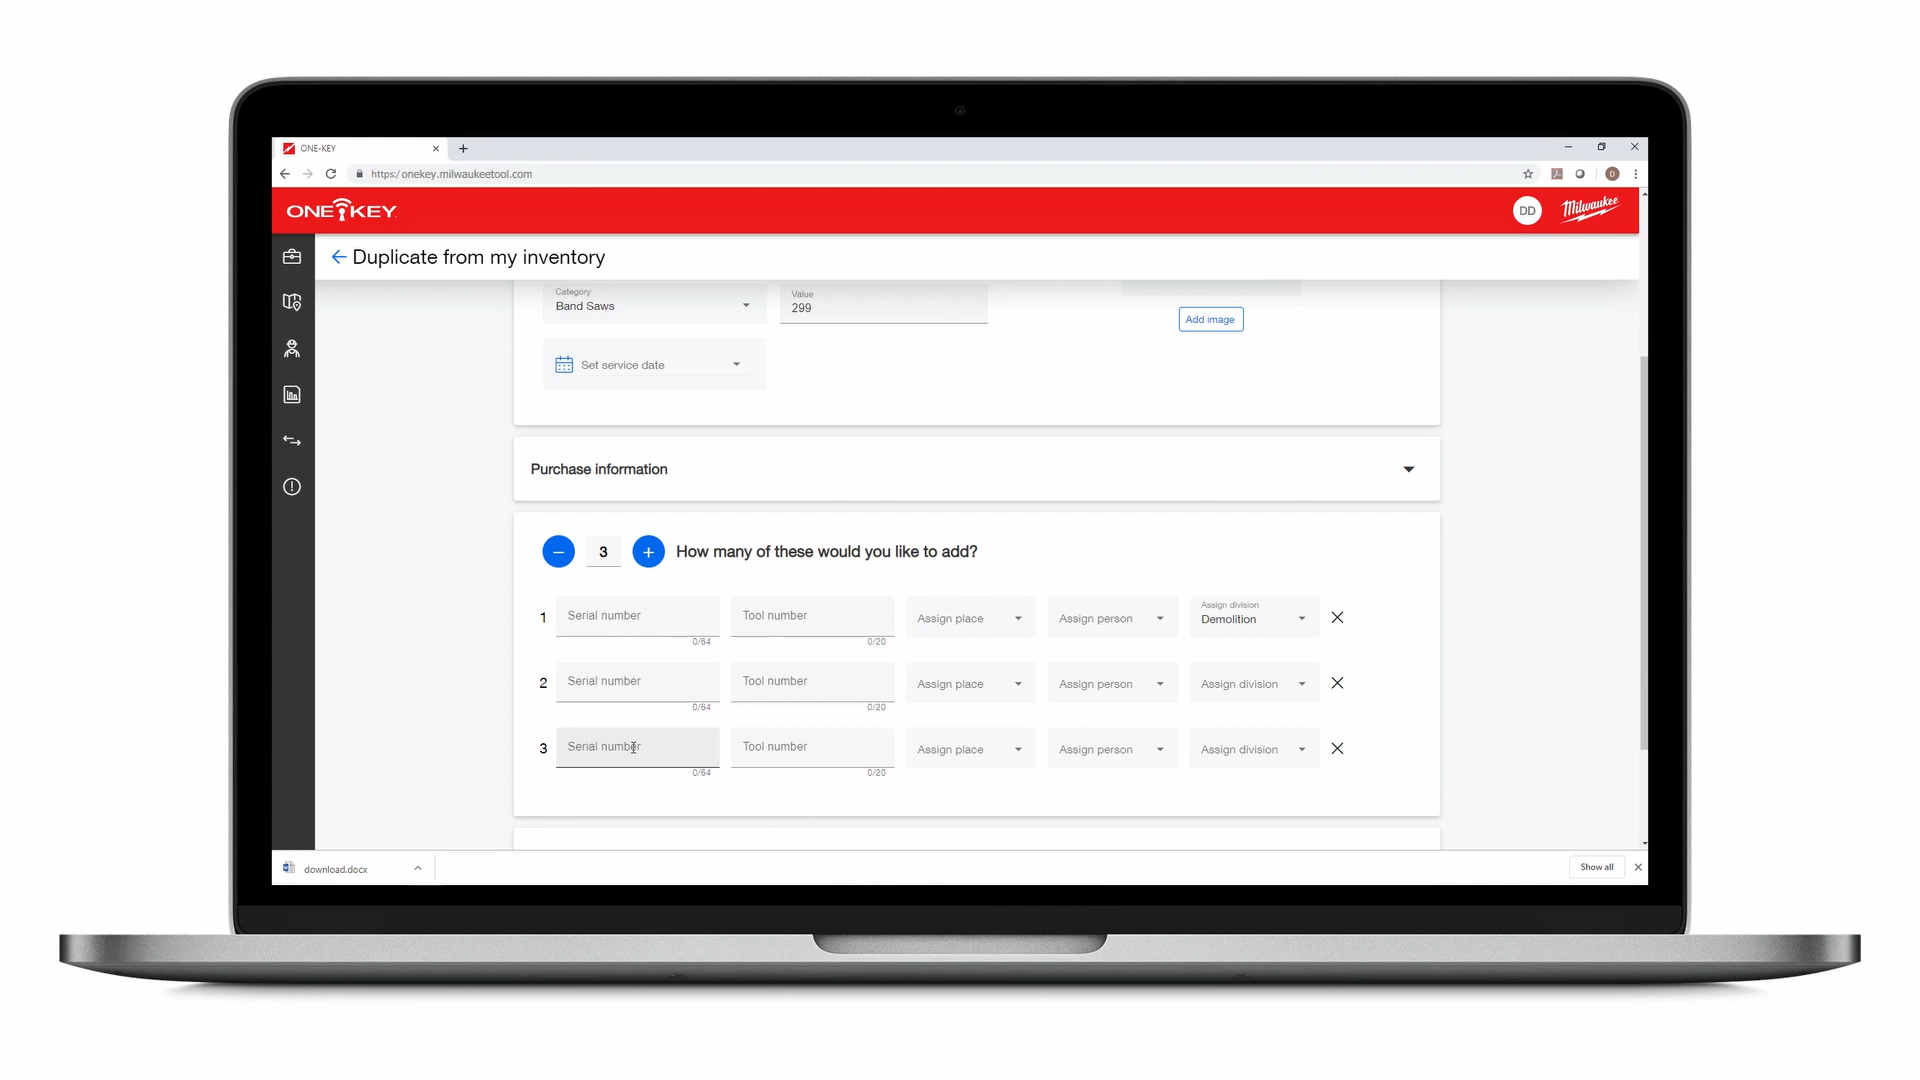 ONE-KEY
https:/onekey.milwaukeetool.com
D
ONE KEY
DD
Milwaukee
Duplicate from my inventory
Category
Band Saws
Value
299
Add image
Set service date
Purchase information
3
How many of these would you like to add?
1
Serial number
0/64
Tool number
0/20
Assign place
Assign person
Assign division
Demolition
2
Serial number
0/64
Tool number
0/20
Assign place
Assign person
Assign division
3
Serial number
0/64
Tool number
0/20
Assign place
Assign person
Assign division
download.docx
Show all